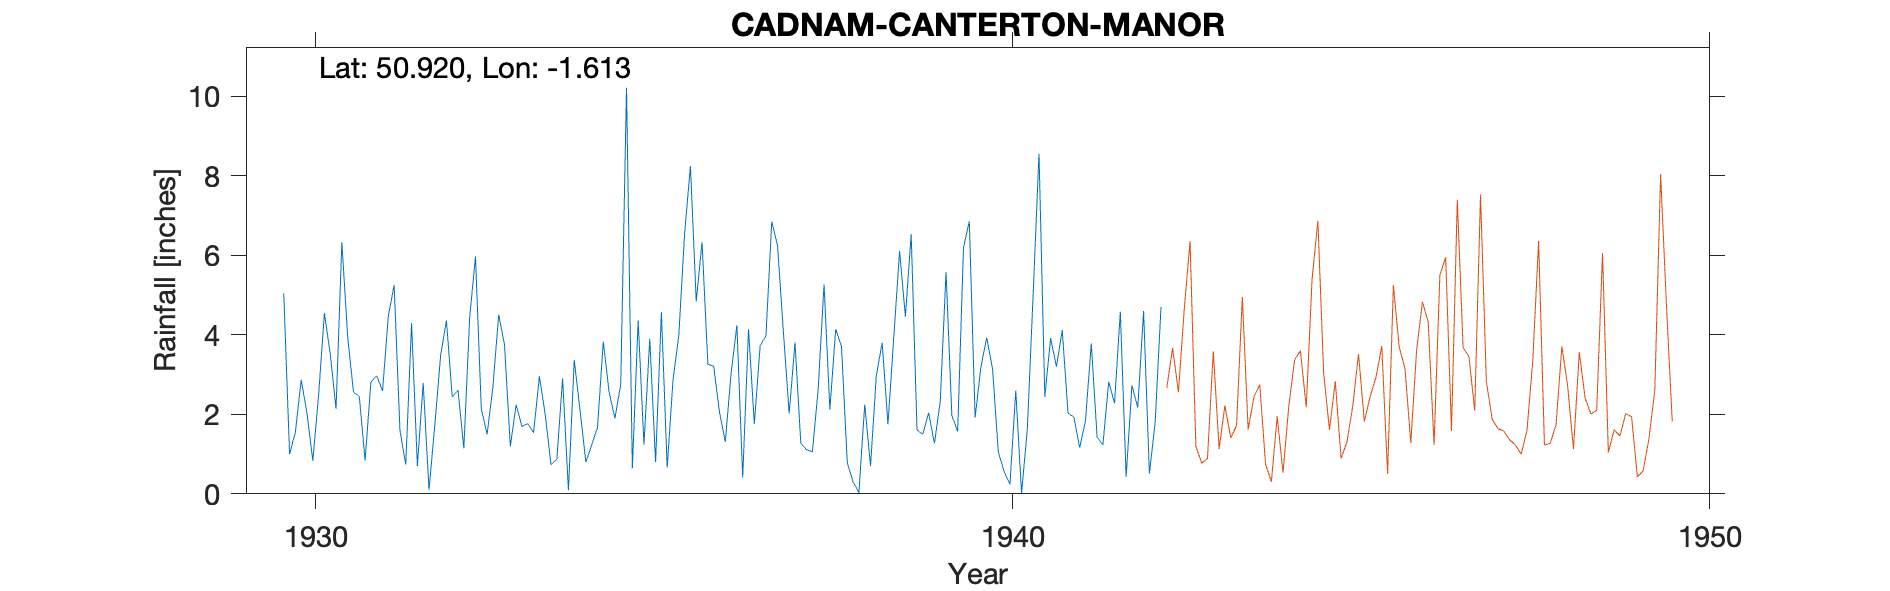 CADNAM-CANTERTON-MANOR
Lat: 50.920, Lon: -1.613
10
8
6
4
2
0
Rainfall [inches]
1930
1940
1950
Year